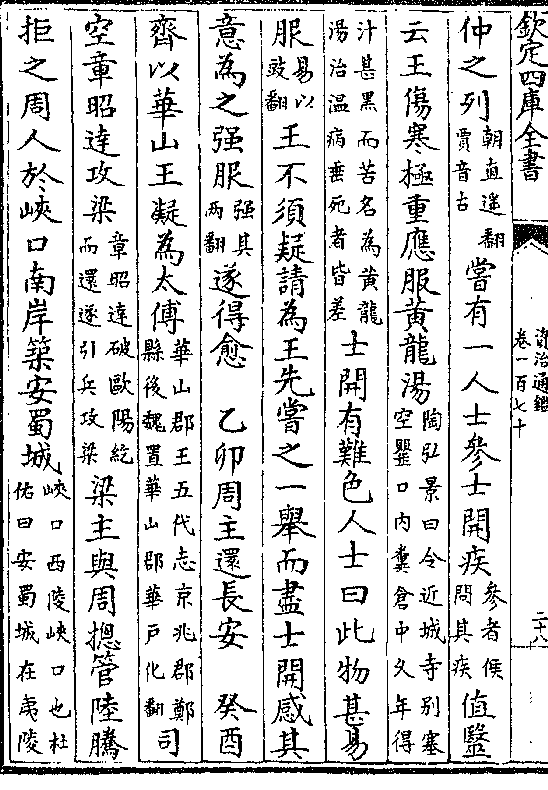 欽定四庫全書
資治通鑑
卷一百七十
二十八
仲之列朝直遥翻賈音古嘗有一人士參士開疾參者候問其疾值毉
云王傷寒極重應服黄龍湯陶弘景曰今近城寺别塞空罌口内糞倉中久年得
汁甚黑而苦名為黄龍湯治温病垂死者皆差士開有難色人士曰此物甚易
服易以豉翻王不須疑請為王先嘗之一舉而盡士開感其
意為之强服强其兩翻遂得愈 乙卯周主還長安 癸酉
齊以華山王凝為太傅華山郡王五代志京兆郡鄭縣後魏置華山郡華戸化翻司
空章昭達攻梁章昭達破歐陽紇而還遂引兵攻梁梁主與周揔管陸騰
拒之周人於峽口南岸築安蜀城峽口西陵峽口也杜佑曰安蜀城在夷陵